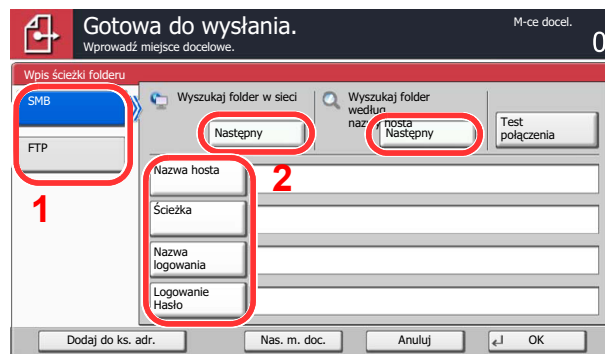 Gotowa do wysłania.
M-ce docel.
Wprowadź miejsce docelowe.
0
Wpis ścieżki folderu
SMB
FTP
1
Wyszukaj folder w sieci
Następny
Wyszukaj folder
według
nazwy hosta
Następny
Test
połączenia
Nazwa hosta
2
Ścieżka
Nazwa
logowania
Logowanie
Hasło
Dodaj do ks. adr.
Nas. m. doc.
Anuluj
OK